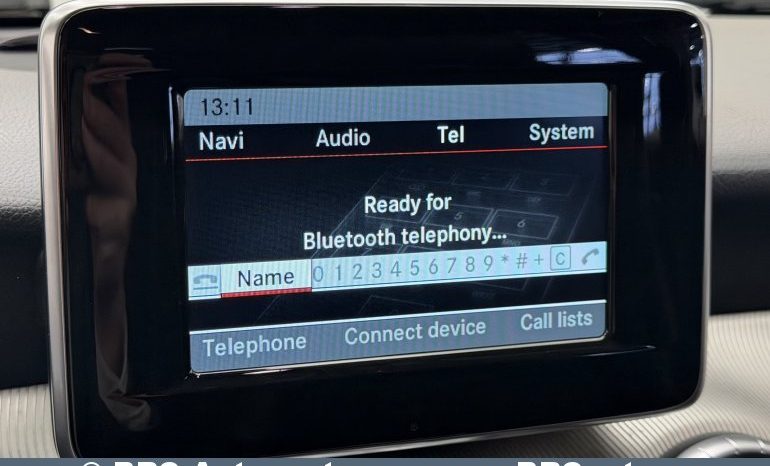 13:11
Navi Audio Tel System
Ready for
Bluetooth telephony...
Name 0 1 2 3 4 5 6 7 8 9 * # + C
Telephone Connect device Call lists